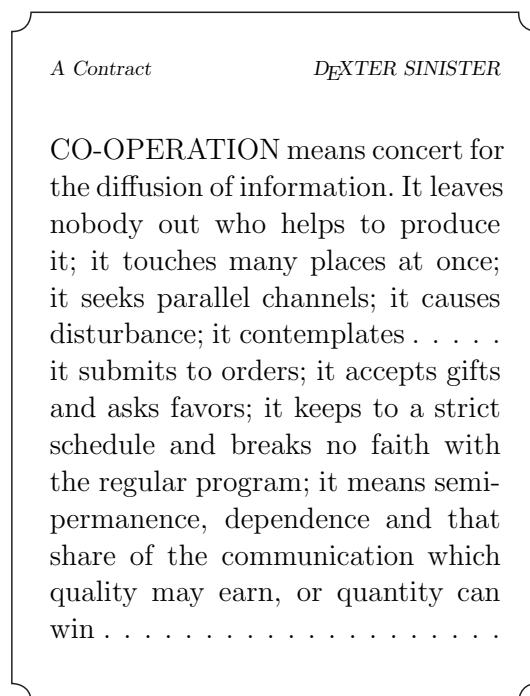 A Contract DEXTER SINISTER
CO-OPERATION means concert for
the diffusion of information. It leaves
nobody out who helps to produce
it; it touches many places at once;
it seeks parallel channels; it causes
disturbance; it contemplates . . . . .
it submits to orders; it accepts gifts
and asks favors; it keeps to a strict
schedule and breaks no faith with
the regular program; it means semi-
permanence, dependence and that
share of the communication which
quality may earn, or quantity can
win . . . . . . . . . . . . . . . . . . . .